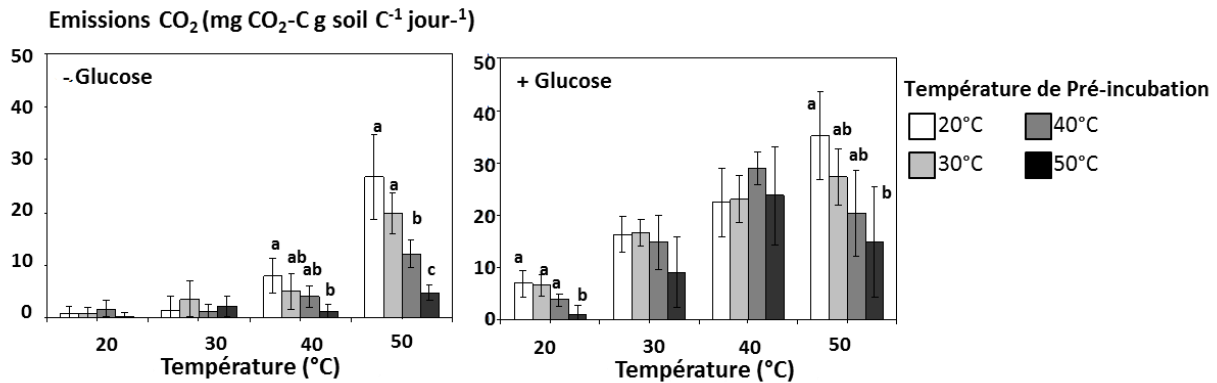 Emissions CO₂ (mg CO₂-C g soil C⁻¹ jour-¹)
50
40
30
20
10
0
- Glucose
a
ab
ab
b
a
a
b
c
20
30
40
50
Température (°C)
50
40
30
20
10
0
+ Glucose
a
a
a
b
a
ab
ab
b
20
30
40
50
Température (°C)
Température de Pré-incubation
20°C
40°C
30°C
50°C